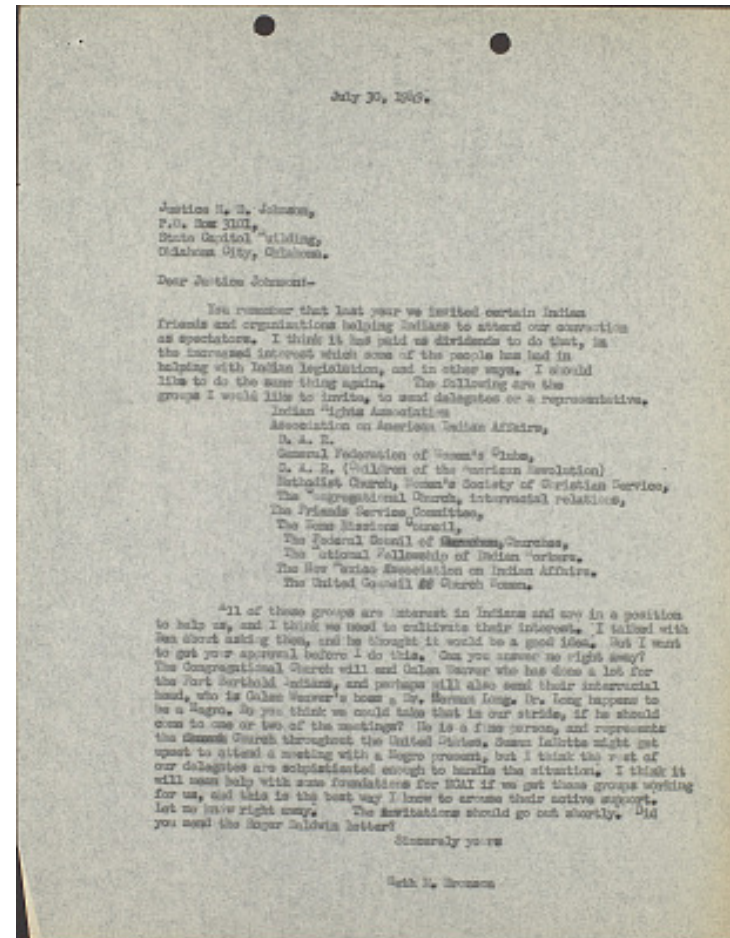 July 30, 1949.
Justice N. B. Johnson,
P.O. Box 3101,
State Capitol uilding,
Oklahoma City, Oklahoma.
Dear Justice Johnson:-
You remember that last year we invited certain Indian
friends and organizations helping Indians to attend our convention
as spectators. I think it has paid us dividends to do that, in
the increased interest which some of the people has had in
helping with Indian legislation, and in other ways. I should
like to do the same thing again. The following are the
groups I would like to invite, to send delegates or a representative.
Indian ights Association
Association on American Indian Affairs,
D. A. R.
General Federation of Women's Clubs,
C. A. R. (Children of the American Revolution)
Methodist Church, Women's Society of Christian Service,
The Congregational Church, interracial relations,
The Friends Service Committee,
The Home Missions Council,
The Federal Council of Churches,
The ational Fellowship of Indian orkers.
The New exico Association on Indian Affairs.
The United Council Church Women.
ll of these groups are interest in Indians and are in a position
to help us, and I think we need to cultivate their interest. I talked with
Ben about asking them, and he thought it would be a good idea. But I want
to get your approval before I do this. Can you answer me right away?
The Congregational Church will send Galen Weaver who has done a lot for
the Fort Berthold Indians, and perhaps will also send their interracial
head, who is Galen Weaver's boss, Dr. Herman Long. Dr. Long happens to
be a Negro. Do you think we could take that in our stride, if he should
come to one or two of the meetings? He is a fine person, and represents
the Church throughout the United States. Susan might get
upset to attend a meeting with a Negro present, but I think the rest of
our delegates are sohpisticated enough to handle the situation. I think it
will mean help with some foundations for NCAI if we get these groups working
for us, and this is the best way I know to arouse their active support.
Let me know right away. The invitations should go out shortly. Did
you send the Roger Baldwin letter?
Sincerely yours
Ruth M. Bronson